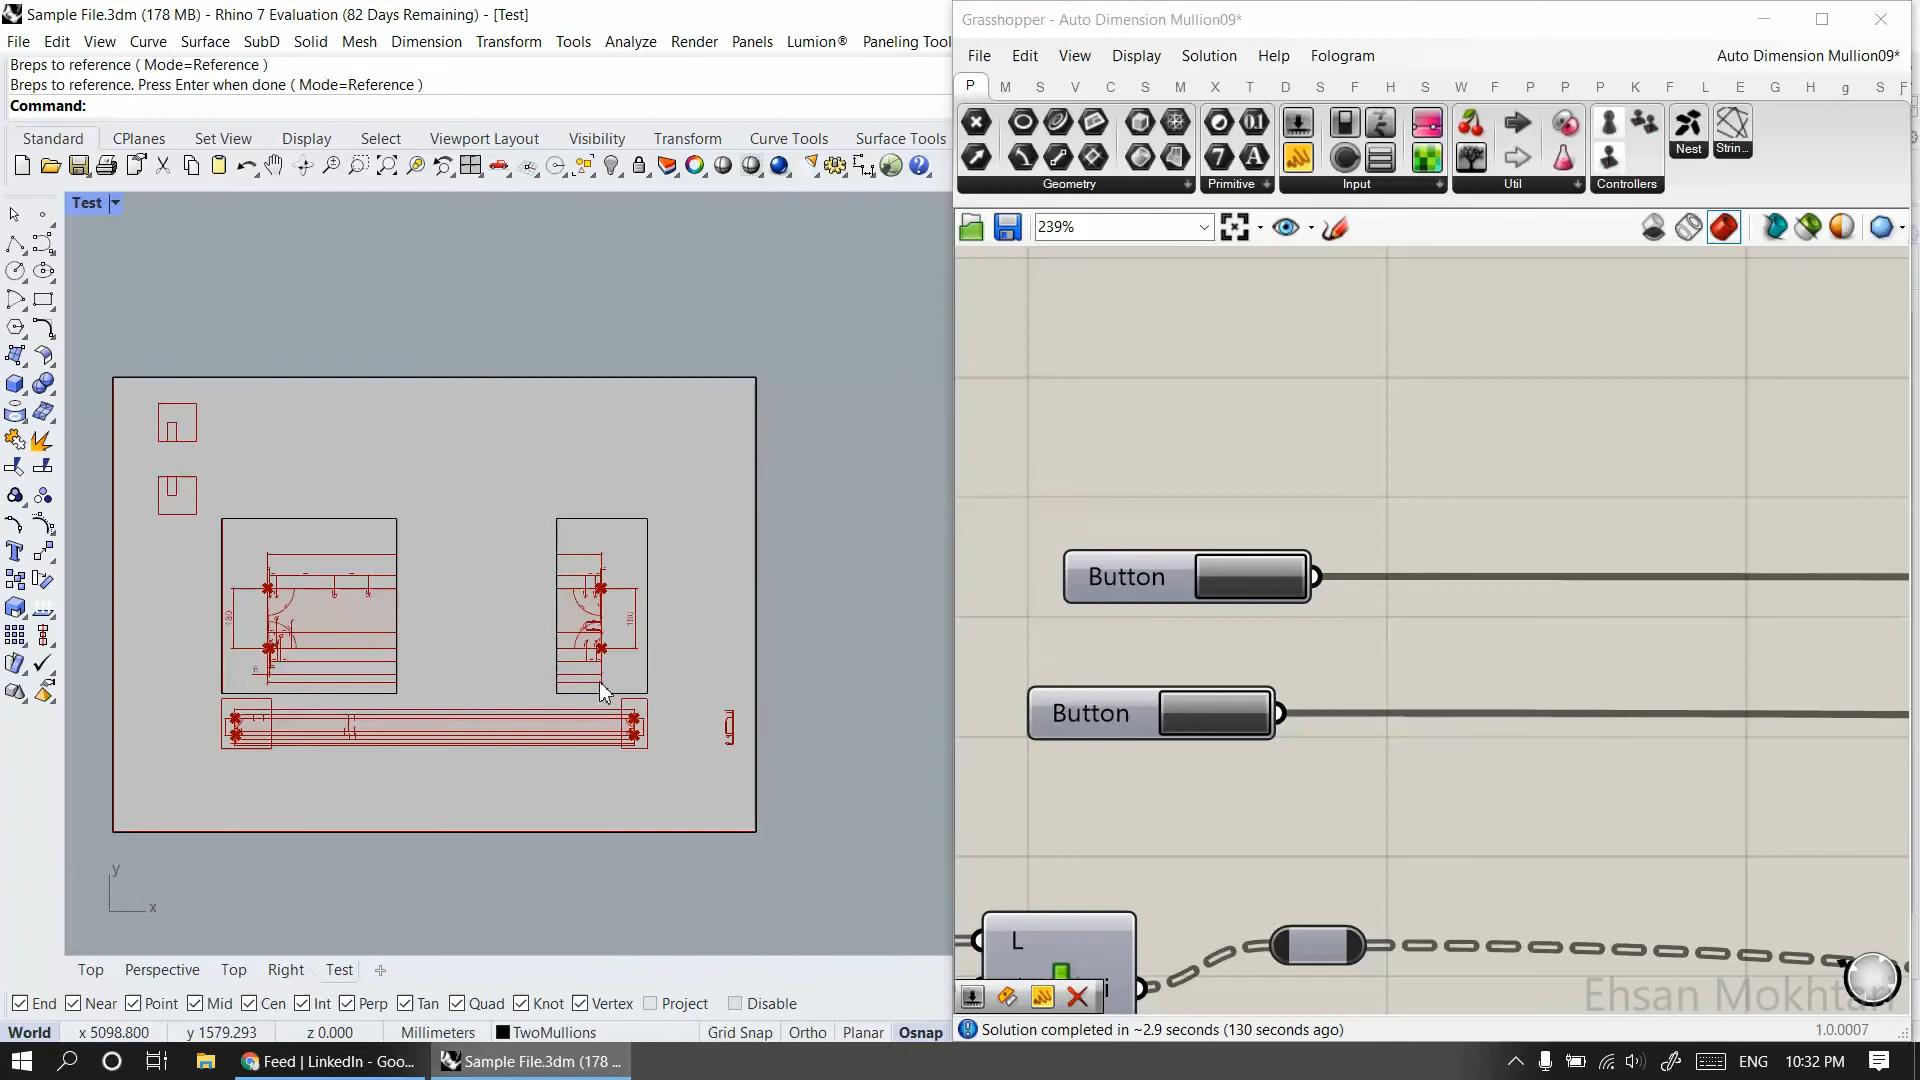 Sample File.3dm (178 MB) - Rhino 7 Evaluation (82 Days Remaining) - [Test]
File Edit View Curve Surface SubD Solid Mesh Dimension Transform Tools Analyze Render Panels Lumion® Paneling Tool
Breps to reference ( Mode=Reference )
Breps to reference. Press Enter when done ( Mode=Reference )
Command:
Standard CPlanes Set View Display Select Viewport Layout Visibility Transform Curve Tools Surface Tools
Test
180
180
6
y
x
Top Perspective Top Right Test
End Near Point Mid Cen Int Perp Tan Quad Knot Vertex Project Disable
World x 5098.800 y 1579.293 z 0.000 Millimeters TwoMullions Grid Snap Ortho Planar Osnap
Grasshopper - Auto Dimension Mullion09*
File Edit View Display Solution Help Fologram Auto Dimension Mullion09*
P M S V C S M X T D S F H S W F P P P K F L E G H g S F
Nest Strin...
Geometry Primitive Input Util Controllers
239%
Button
Button
L
i
Ehsan Mokhtari
Solution completed in ~2.9 seconds (130 seconds ago) 1.0.0007
Feed | LinkedIn - Goo... Sample File.3dm (178 ... ENG 10:32 PM